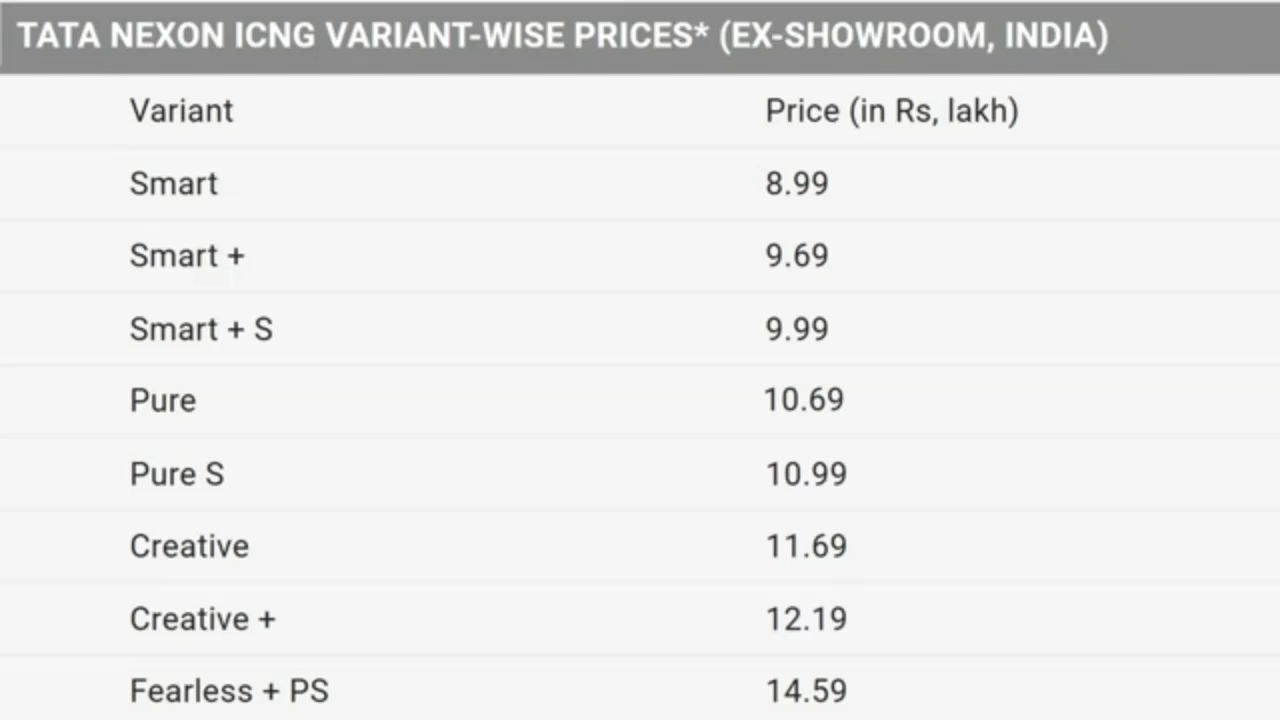 TATA NEXON ICNG VARIANT-WISE PRICES* (EX-SHOWROOM, INDIA)
Variant Price (in Rs, lakh)
Smart 8.99
Smart + 9.69
Smart + S 9.99
Pure 10.69
Pure S 10.99
Creative 11.69
Creative + 12.19
Fearless + PS 14.59